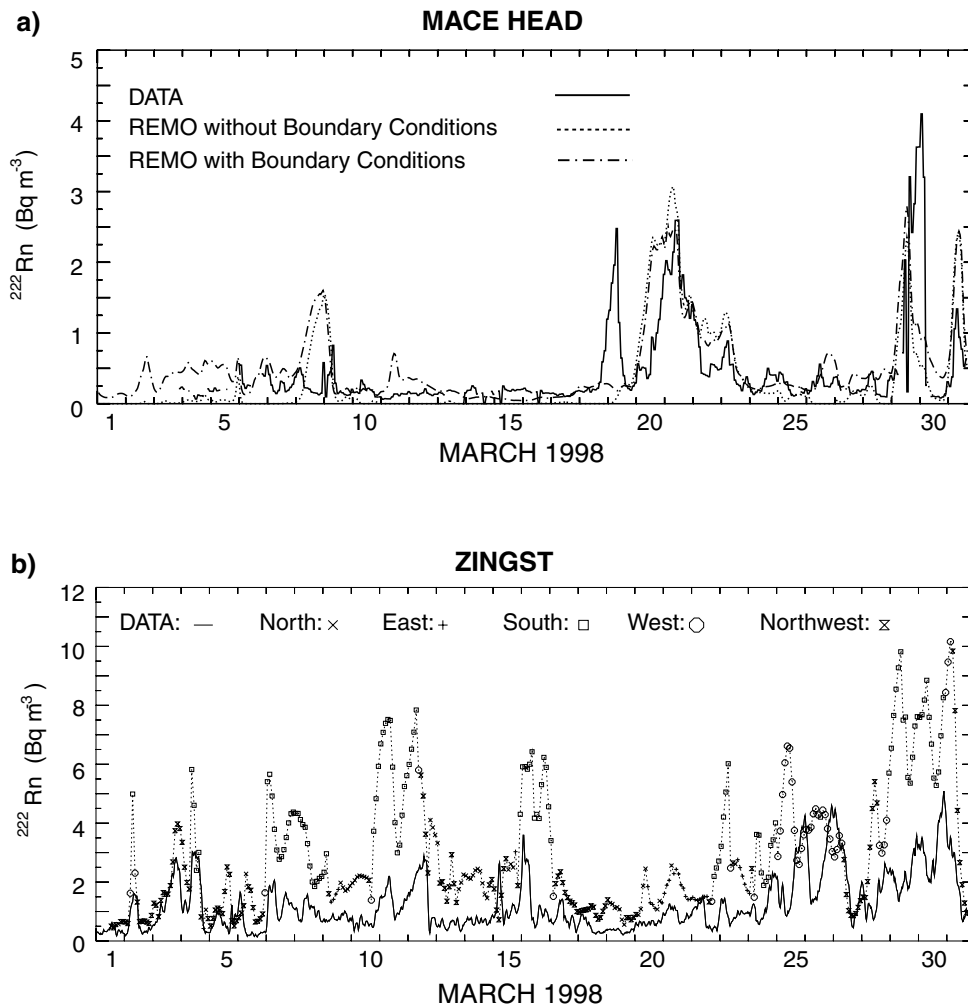 a)
MACE HEAD
5
4
3
2
1
0
²²²Rn (Bq m⁻³)
DATA
REMO without Boundary Conditions
REMO with Boundary Conditions
1 5 10 15 20 25 30
MARCH 1998
b)
ZINGST
12
10
8
6
4
2
0
²²²Rn (Bq m⁻³)
DATA: North: East: South: West: Northwest:
1 5 10 15 20 25 30
MARCH 1998